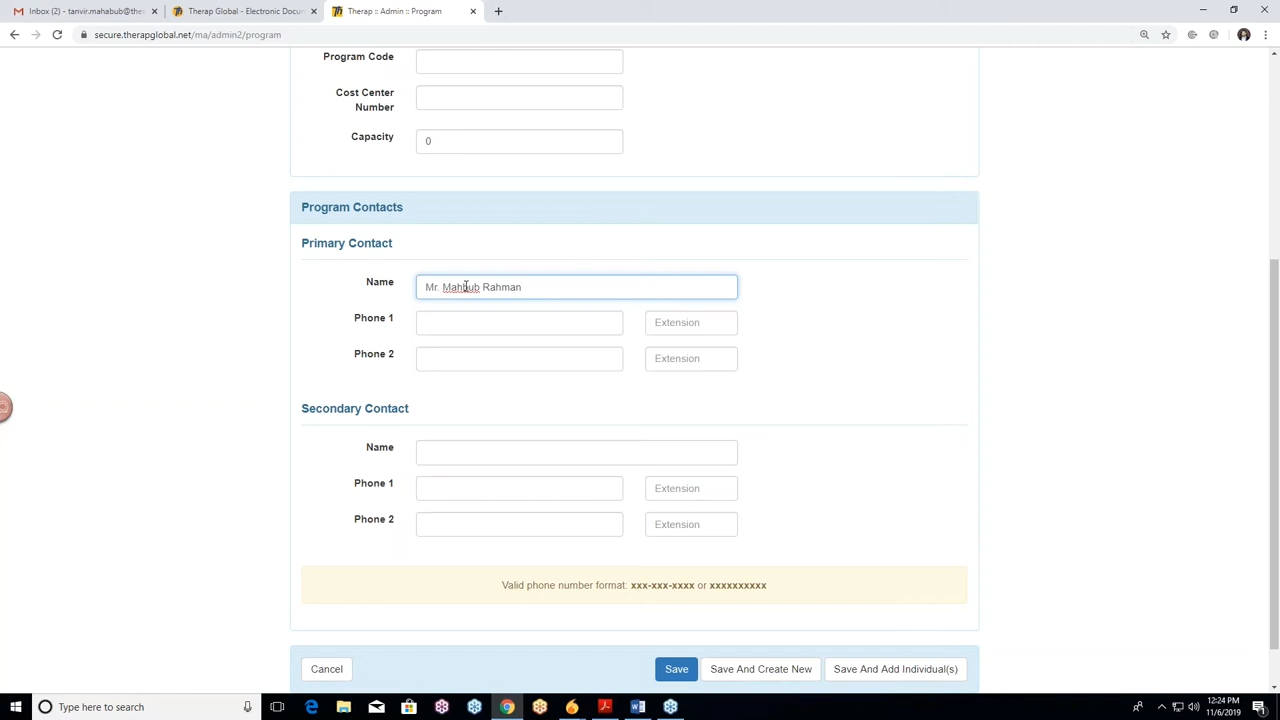 Inbox (2) - tanvir.mahabub@the
Therap Global - Electronic Docu
Therap :: Admin :: Program
secure.therapglobal.net/ma/admin2/program
Program Code
Cost Center
Number
Capacity
0
Program Contacts
Primary Contact
Name
Mr. Mahbub Rahman
Phone 1
Extension
Phone 2
Extension
Secondary Contact
Name
Phone 1
Extension
Phone 2
Extension
Valid phone number format: xxx-xxx-xxxx or xxxxxxxxxx
Cancel
Save
Save And Create New
Save And Add Individual(s)
Type here to search
12:24 PM
11/6/2019